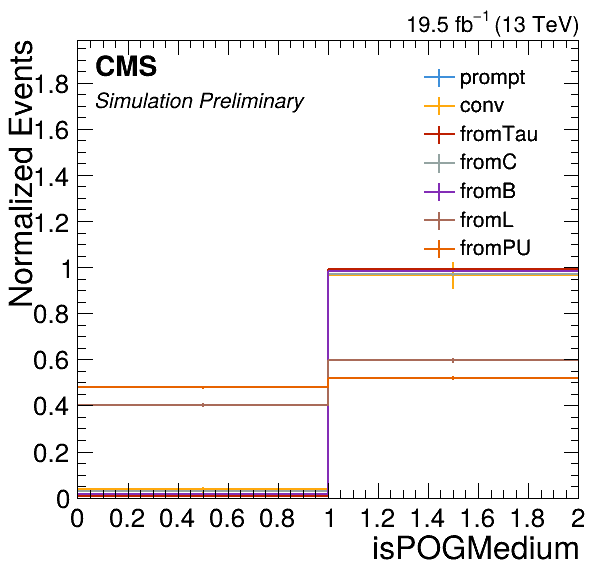 19.5 fb⁻¹ (13 TeV)
CMS
Simulation Preliminary
prompt
conv
fromTau
fromC
fromB
fromL
fromPU
Normalized Events
1.8
1.6
1.4
1.2
1
0.8
0.6
0.4
0.2
0
0 0.2 0.4 0.6 0.8 1 1.2 1.4 1.6 1.8 2
isPOGMedium